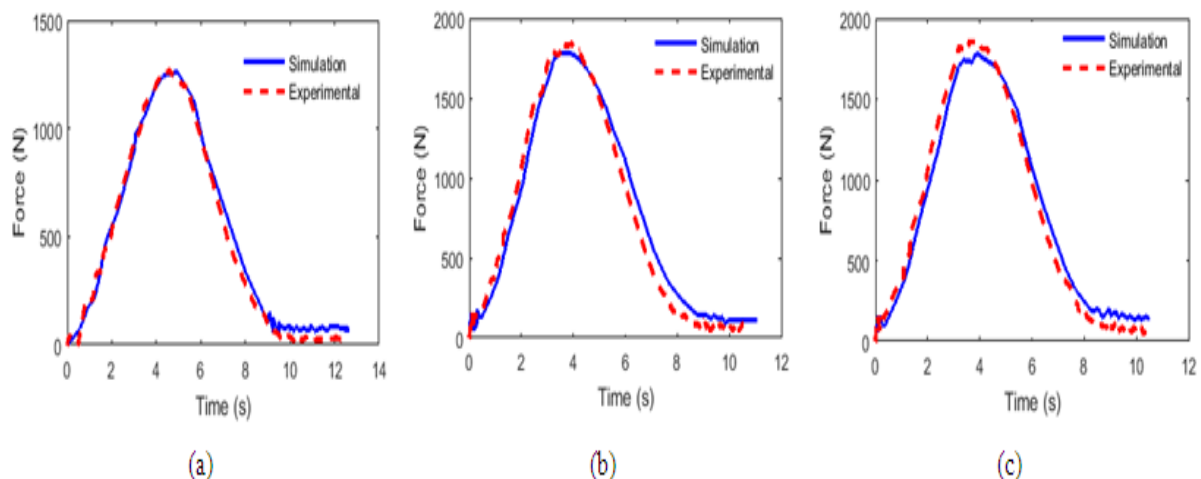 1500
1000
500
0
Force (N)
Simulation
Experimental
0 2 4 6 8 10 12 14
Time (s)
(a)
2000
1500
1000
500
0
Force (N)
Simulation
Experimental
0 2 4 6 8 10 12
Time (s)
(b)
2000
1500
1000
500
0
Force (N)
Simulation
Experimental
0 2 4 6 8 10 12
Time (s)
(c)